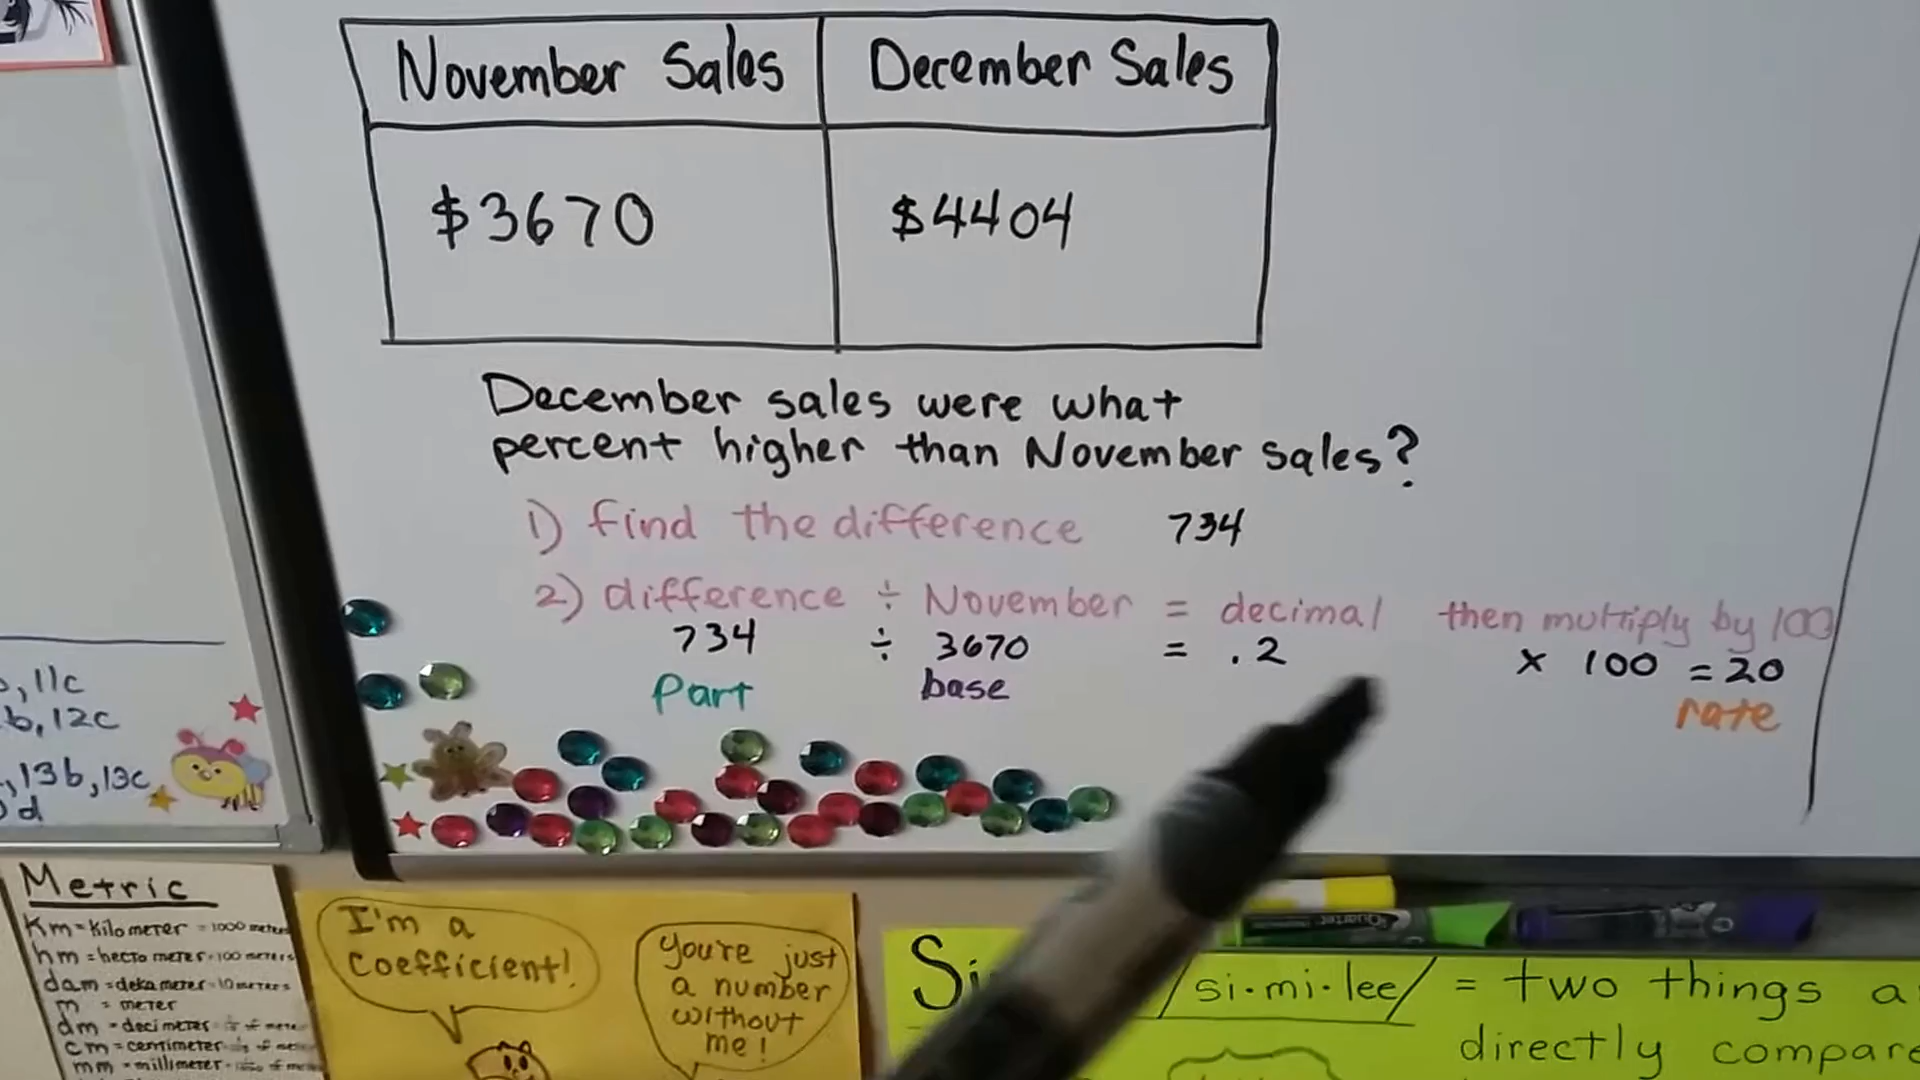 November Sales December Sales
$3670 $4404
December sales were what
percent higher than November sales?
1) find the difference 734
2) difference ÷ November = decimal then multiply by 100
734 ÷ 3670 = .2 x 100 = 20
Part base rate
, 11c
b, 12c
, 13b, 13c
d
Metric
Km = Kilometer = 1000 meters
hm = hecto meter = 100 meters
dam = deka meter = 10 meters
m = meter
dm = decimeter
cm = centimeter
mm = millimeter
I'm a
Coefficient!
You're just
a number
without
me!
/si·mi·lee/ = two things a
directly compare
Quartet